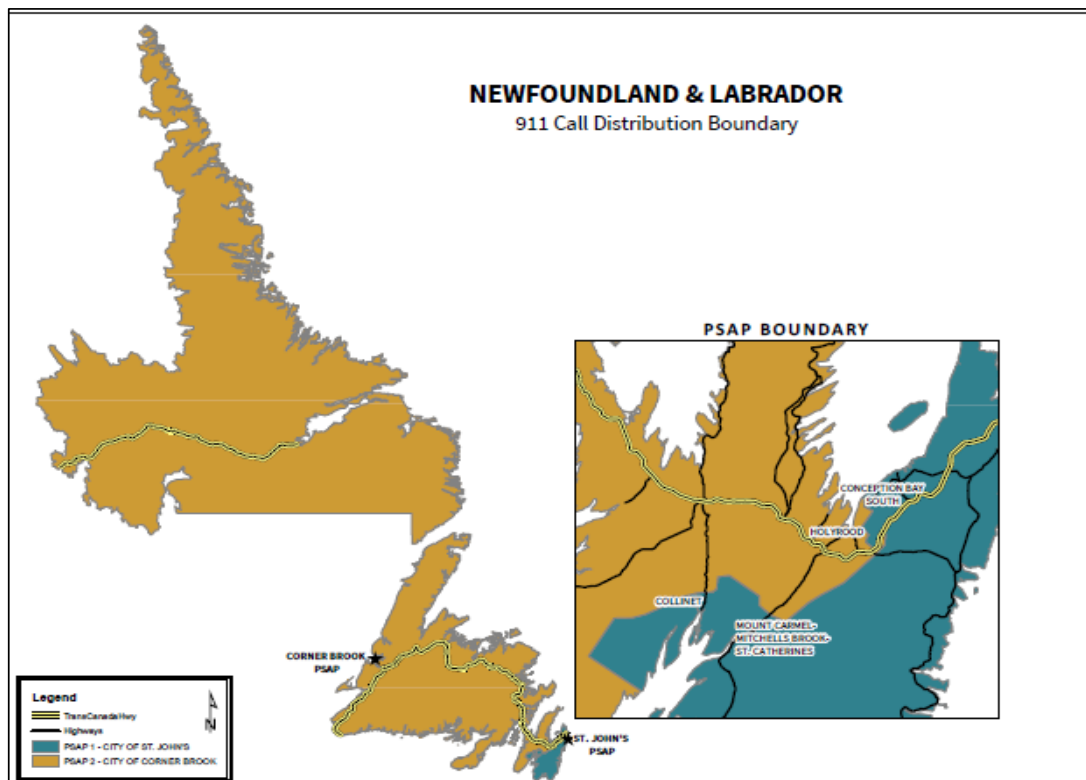 NEWFOUNDLAND & LABRADOR
911 Call Distribution Boundary
PSAP BOUNDARY
CONCEPTION BAY
SOUTH
HOLYROOD
COLLINET
MOUNT CARMEL-
MITCHELLS BROOK-
ST. CATHERINES
CORNER BROOK
PSAP
ST. JOHN'S
PSAP
Legend
TransCanadaHwy
Highways
PSAP 1 - CITY OF ST. JOHN'S
PSAP 2 - CITY OF CORNER BROOK
N